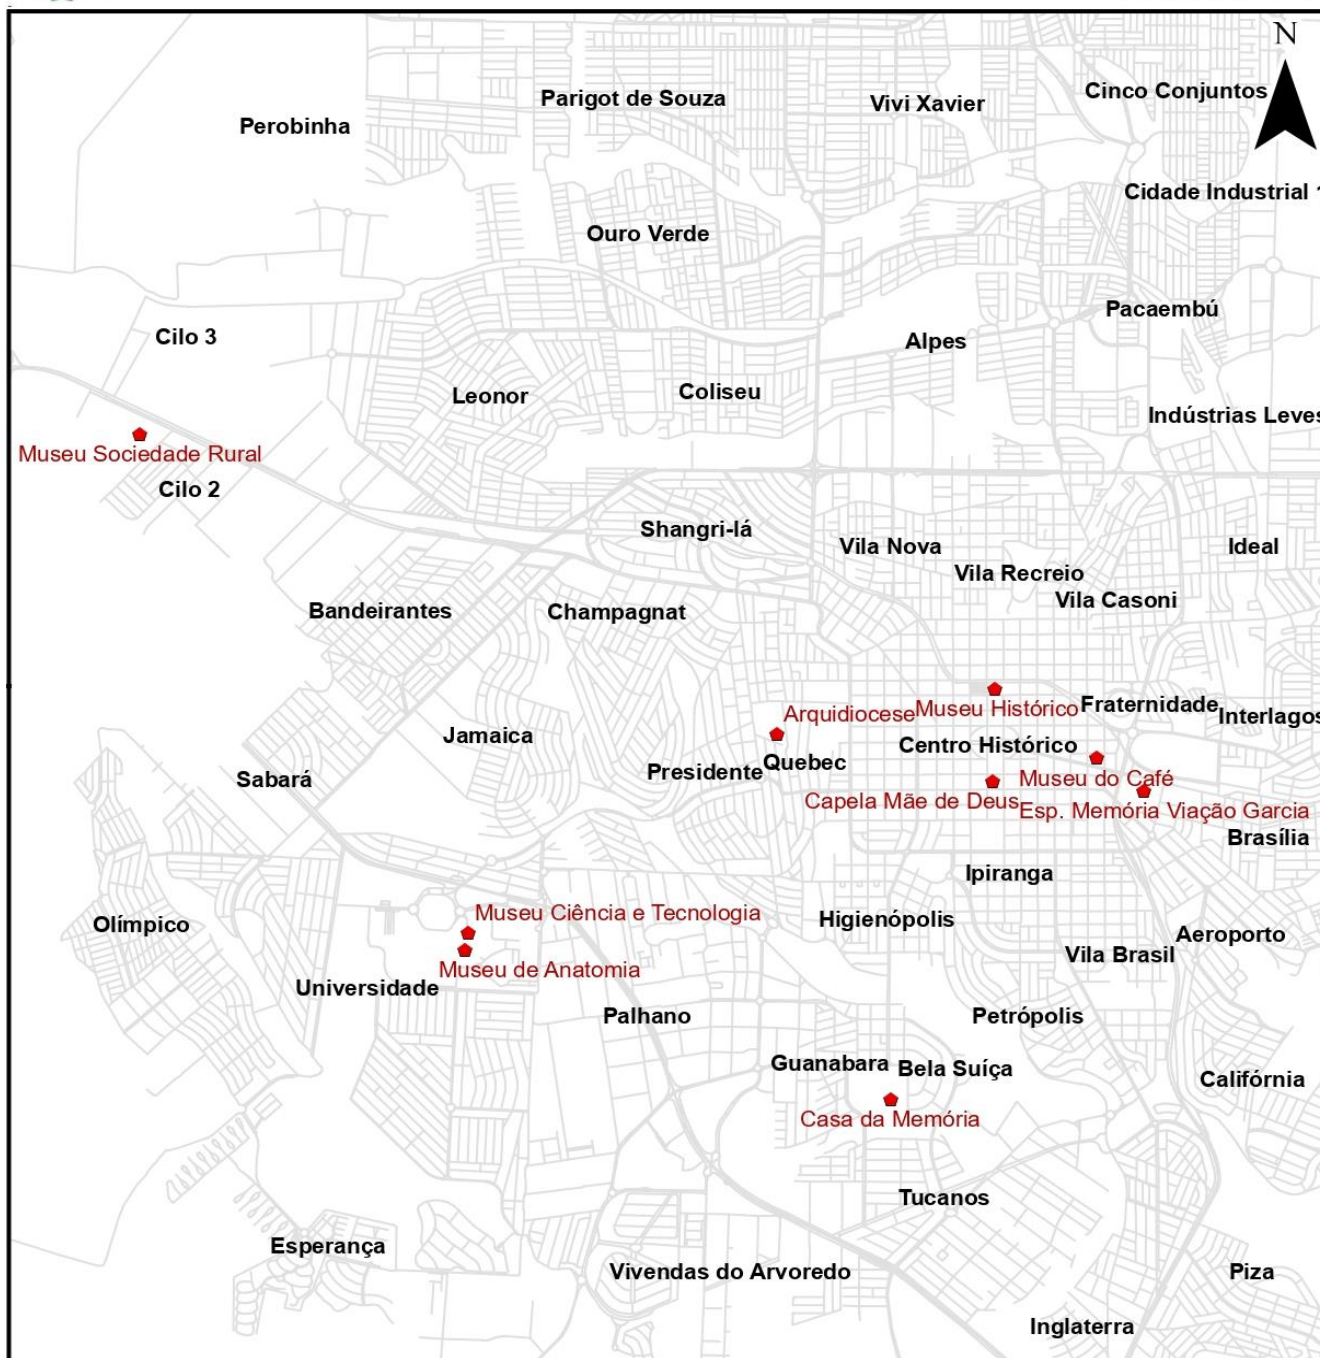 N
Cinco Conjuntos
Parigot de Souza
Vivi Xavier
Perobinha
Cidade Industrial 1
Ouro Verde
Pacaembú
Cilo 3
Alpes
Leonor
Coliseu
Indústrias Leves
Museu Sociedade Rural
Cilo 2
Shangri-lá
Vila Nova
Ideal
Vila Recreio
Vila Casoni
Bandeirantes
Champagnat
Fraternidade
Museu Histórico
Arquidiocese
Interlagos
Jamaica
Centro Histórico
Quebec
Presidente
Sabará
Museu do Café
Capela Mãe de Deus
Esp. Memória Viação Garcia
Brasília
Ipiranga
Museu Ciência e Tecnologia
Higienópolis
Olímpico
Aeroporto
Vila Brasil
Museu de Anatomia
Universidade
Palhano
Petrópolis
Guanabara
Bela Suíça
Califórnia
Casa da Memória
Tucanos
Esperança
Vivendas do Arvoredo
Piza
Inglaterra